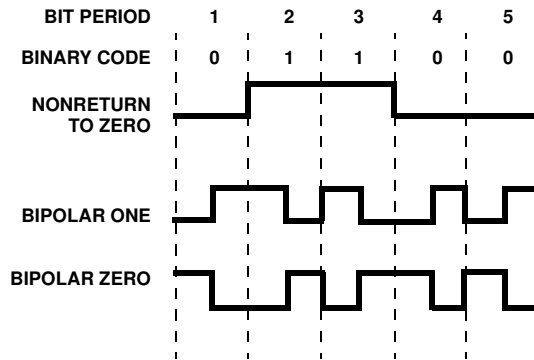 BIT PERIOD 1 2 3 4 5
BINARY CODE 0 1 1 0 0
NONRETURN
TO ZERO
BIPOLAR ONE
BIPOLAR ZERO